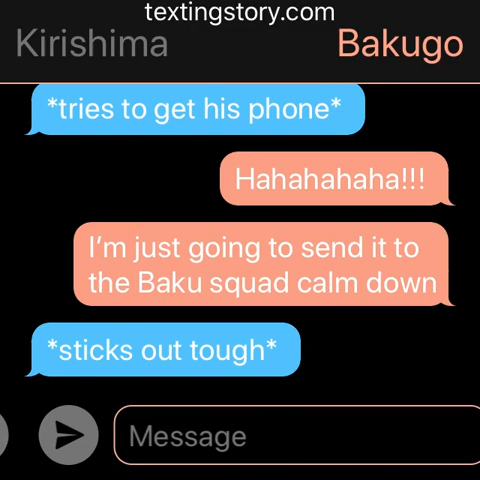 textingstory.com
Kirishima
Bakugo
*tries to get his phone*
Hahahahaha!!!
I’m just going to send it to
the Baku squad calm down
*sticks out tough*
Message